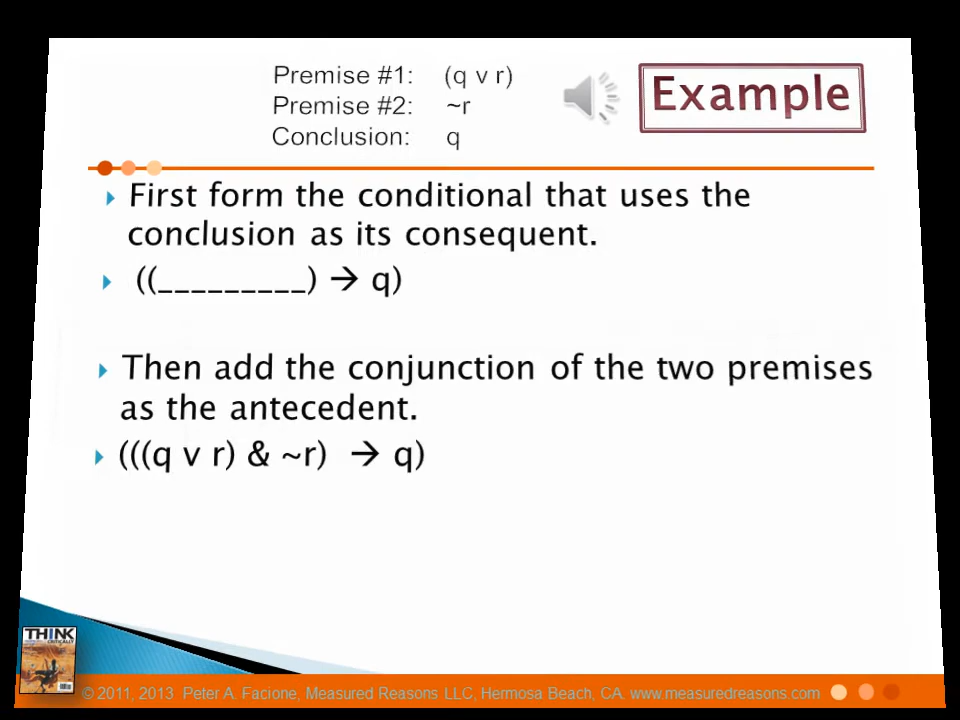 Premise #1: (q v r)
Premise #2: ~r
Conclusion: q
Example
First form the conditional that uses the
conclusion as its consequent.
((_________) → q)
Then add the conjunction of the two premises
as the antecedent.
(((q v r) & ~r) → q)
THINK
CRITICALLY
© 2011, 2013 Peter A. Facione, Measured Reasons LLC, Hermosa Beach, CA. www.measuredreasons.com